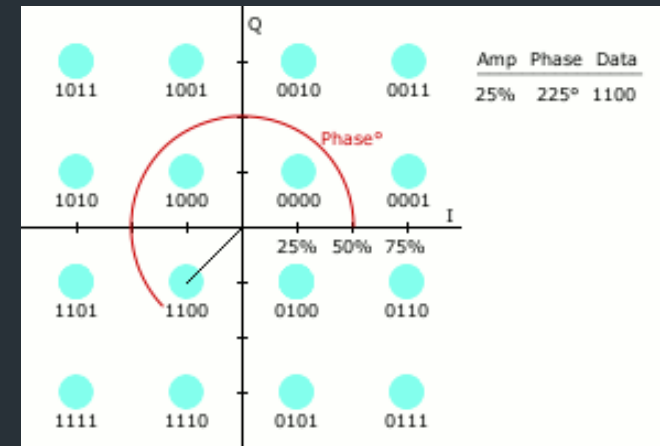 Q
Amp Phase Data
1011 1001 0010 0011
25% 225° 1100
Phase°
1010 1000 0000 0001
I
25% 50% 75%
1101 1100 0100 0110
1111 1110 0101 0111